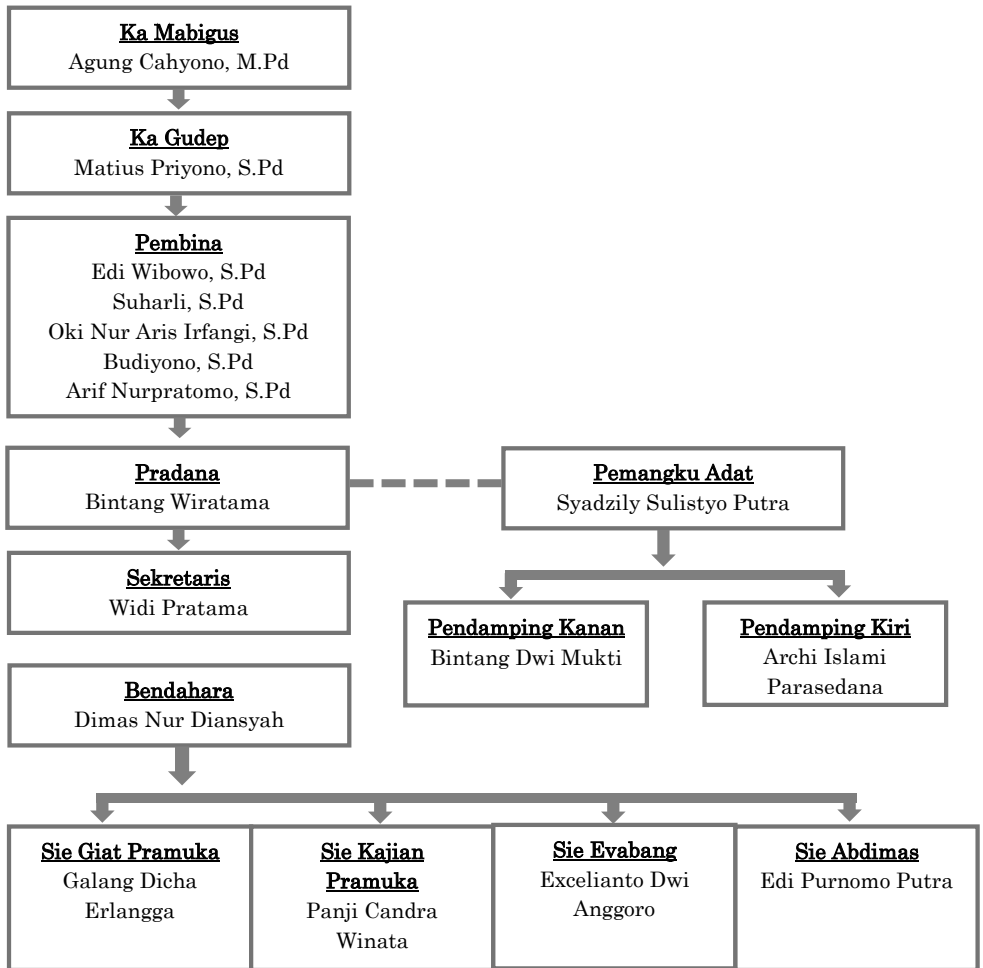 Ka Mabigus
Agung Cahyono, M.Pd
Ka Gudep
Matius Priyono, S.Pd
Pembina
Edi Wibowo, S.Pd
Suharli, S.Pd
Oki Nur Aris Irfangi, S.Pd
Budiyono, S.Pd
Arif Nurpratomo, S.Pd
Pradana
Bintang Wiratama
Pemangku Adat
Syadzily Sulistyo Putra
Sekretaris
Widi Pratama
Pendamping Kanan
Bintang Dwi Mukti
Pendamping Kiri
Archi Islami
Parasedana
Bendahara
Dimas Nur Diansyah
Sie Giat Pramuka
Galang Dicha
Erlangga
Sie Kajian
Pramuka
Panji Candra
Winata
Sie Evabang
Excelianto Dwi
Anggoro
Sie Abdimas
Edi Purnomo Putra